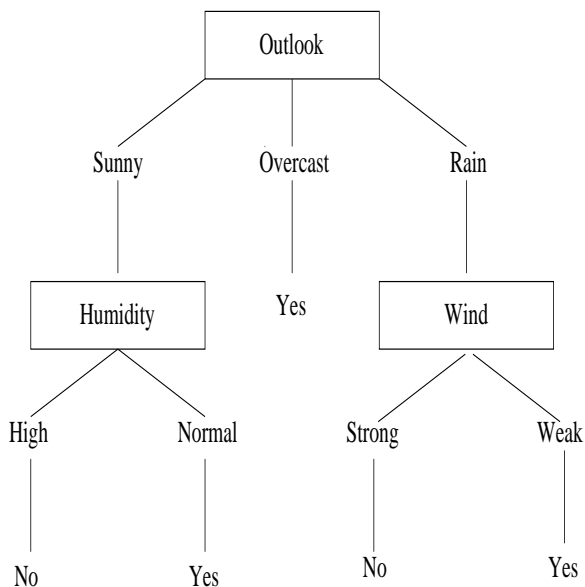 Outlook
Sunny Overcast Rain
Humidity Yes Wind
High Normal Strong Weak
No Yes No Yes